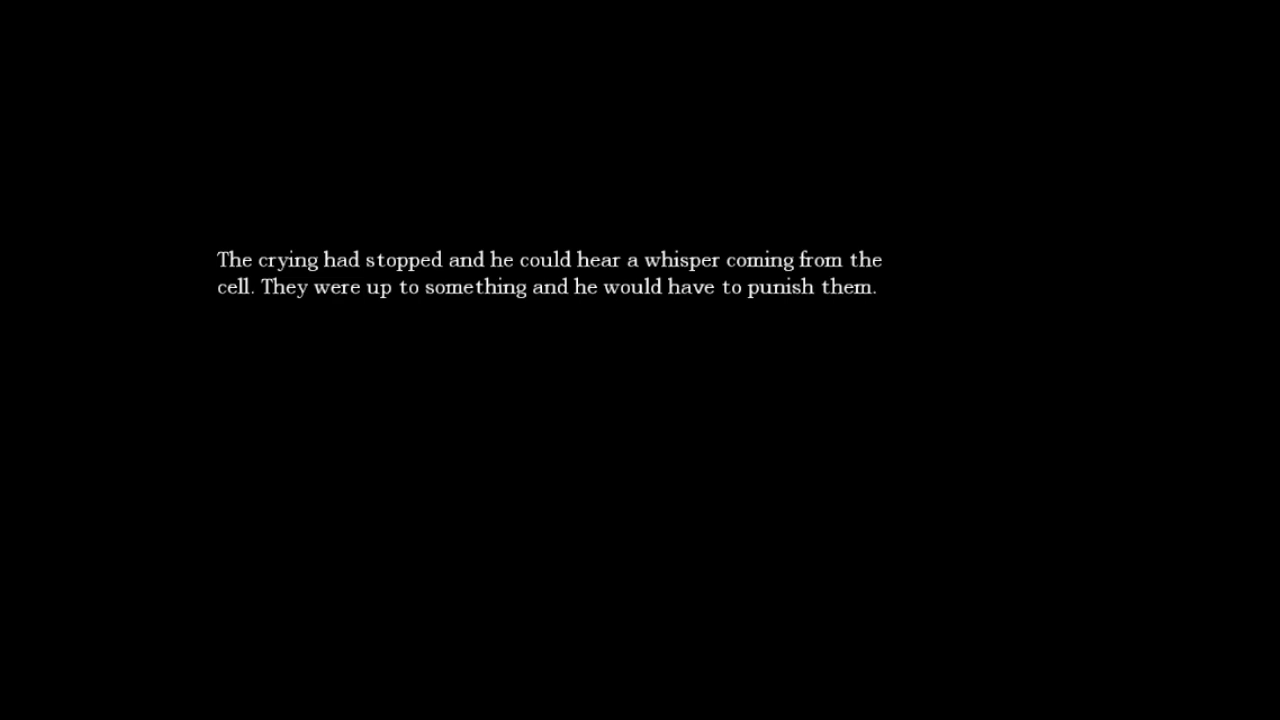 The crying had stopped and he could hear a whisper coming from the
cell. They were up to something and he would have to punish them.